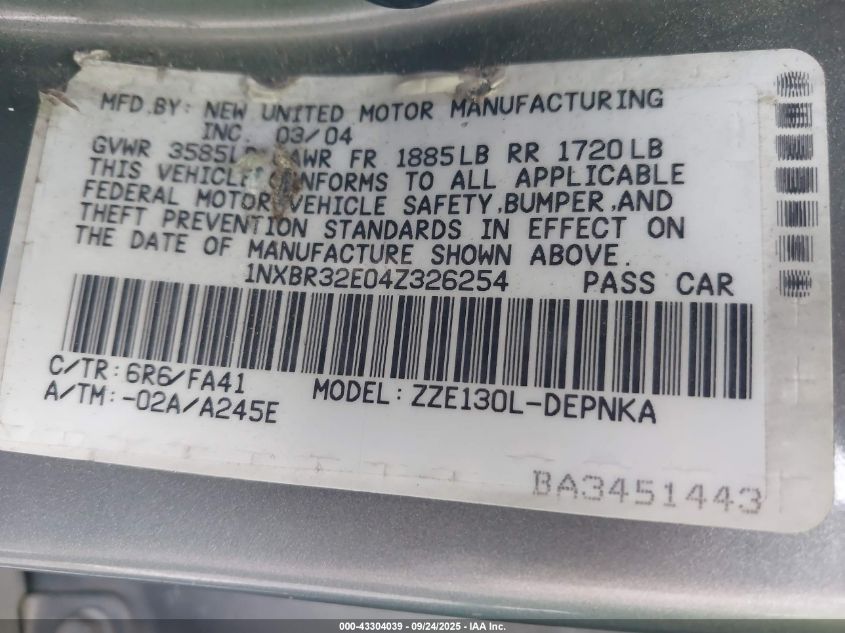 MFD.BY: NEW UNITED MOTOR MANUFACTURING
INC. 03/04
GVWR 3585LB GAWR FR 1885LB RR 1720LB
THIS VEHICLE CONFORMS TO ALL APPLICABLE
FEDERAL MOTOR VEHICLE SAFETY,BUMPER,AND
THEFT PREVENTION STANDARDS IN EFFECT ON
THE DATE OF MANUFACTURE SHOWN ABOVE.
1NXBR32E04Z326254 PASS CAR
C/TR:6R6/FA41
A/TM:-02A/A245E MODEL:ZZE130L-DEPNKA
BA3451443
000-43304039 - 09/24/2025 - IAA Inc.